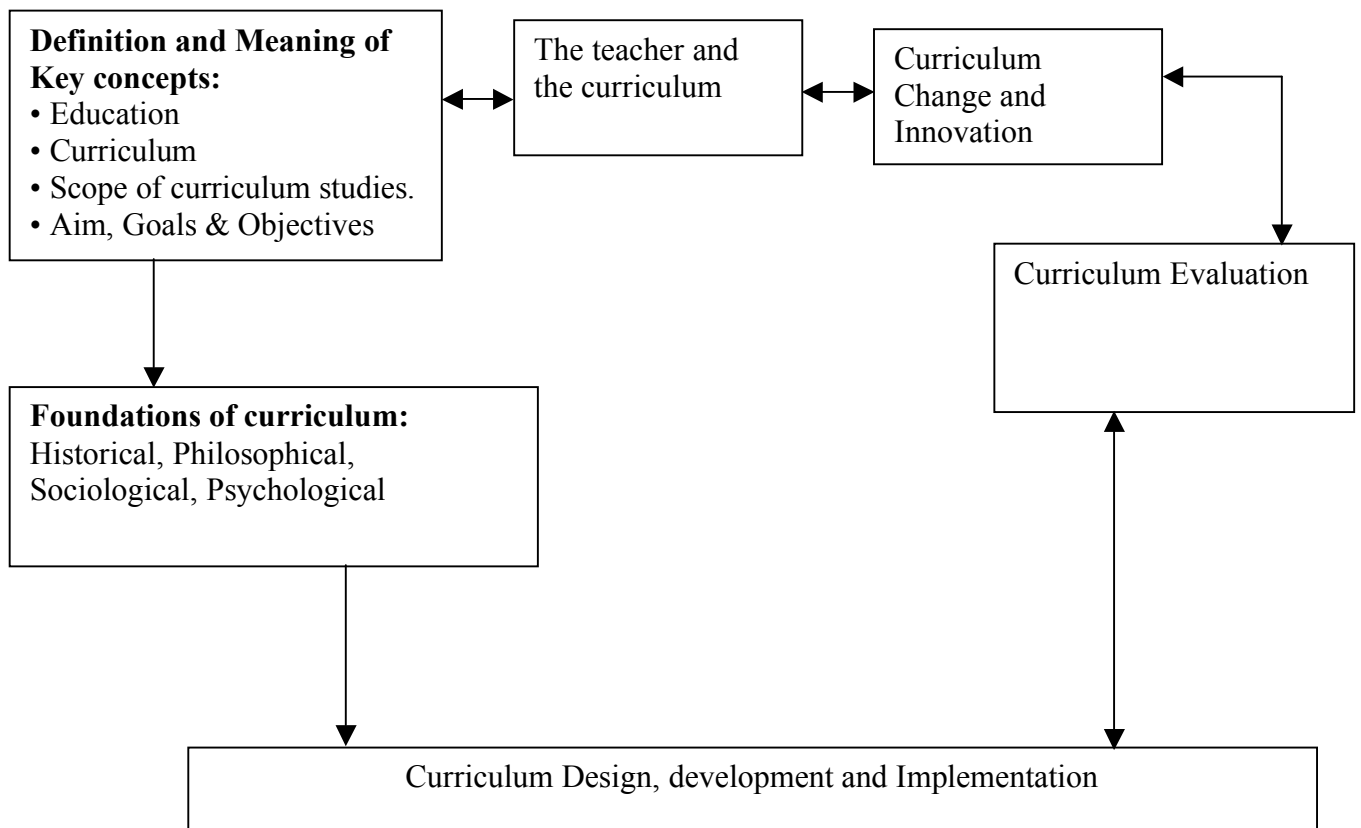 Definition and Meaning of
Key concepts:
• Education
• Curriculum
• Scope of curriculum studies.
• Aim, Goals & Objectives
The teacher and
the curriculum
Curriculum
Change and
Innovation
Curriculum Evaluation
Foundations of curriculum:
Historical, Philosophical,
Sociological, Psychological
Curriculum Design, development and Implementation